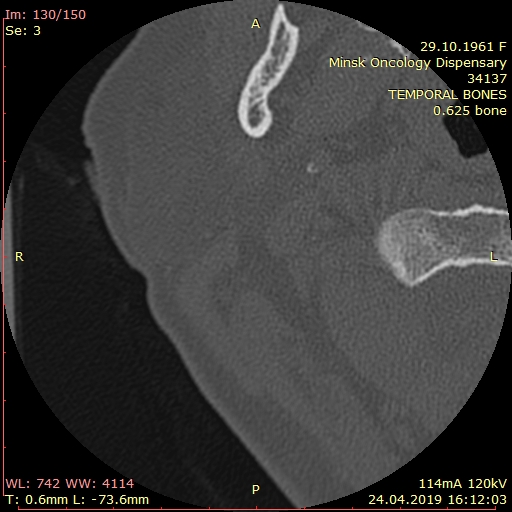 Im: 130/150
Se: 3
A
29.10.1961 F
Minsk Oncology Dispensary
34137
TEMPORAL BONES
0.625 bone
R
L
WL: 742 WW: 4114
T: 0.6mm L: -73.6mm
P
114mA 120kV
24.04.2019 16:12:03